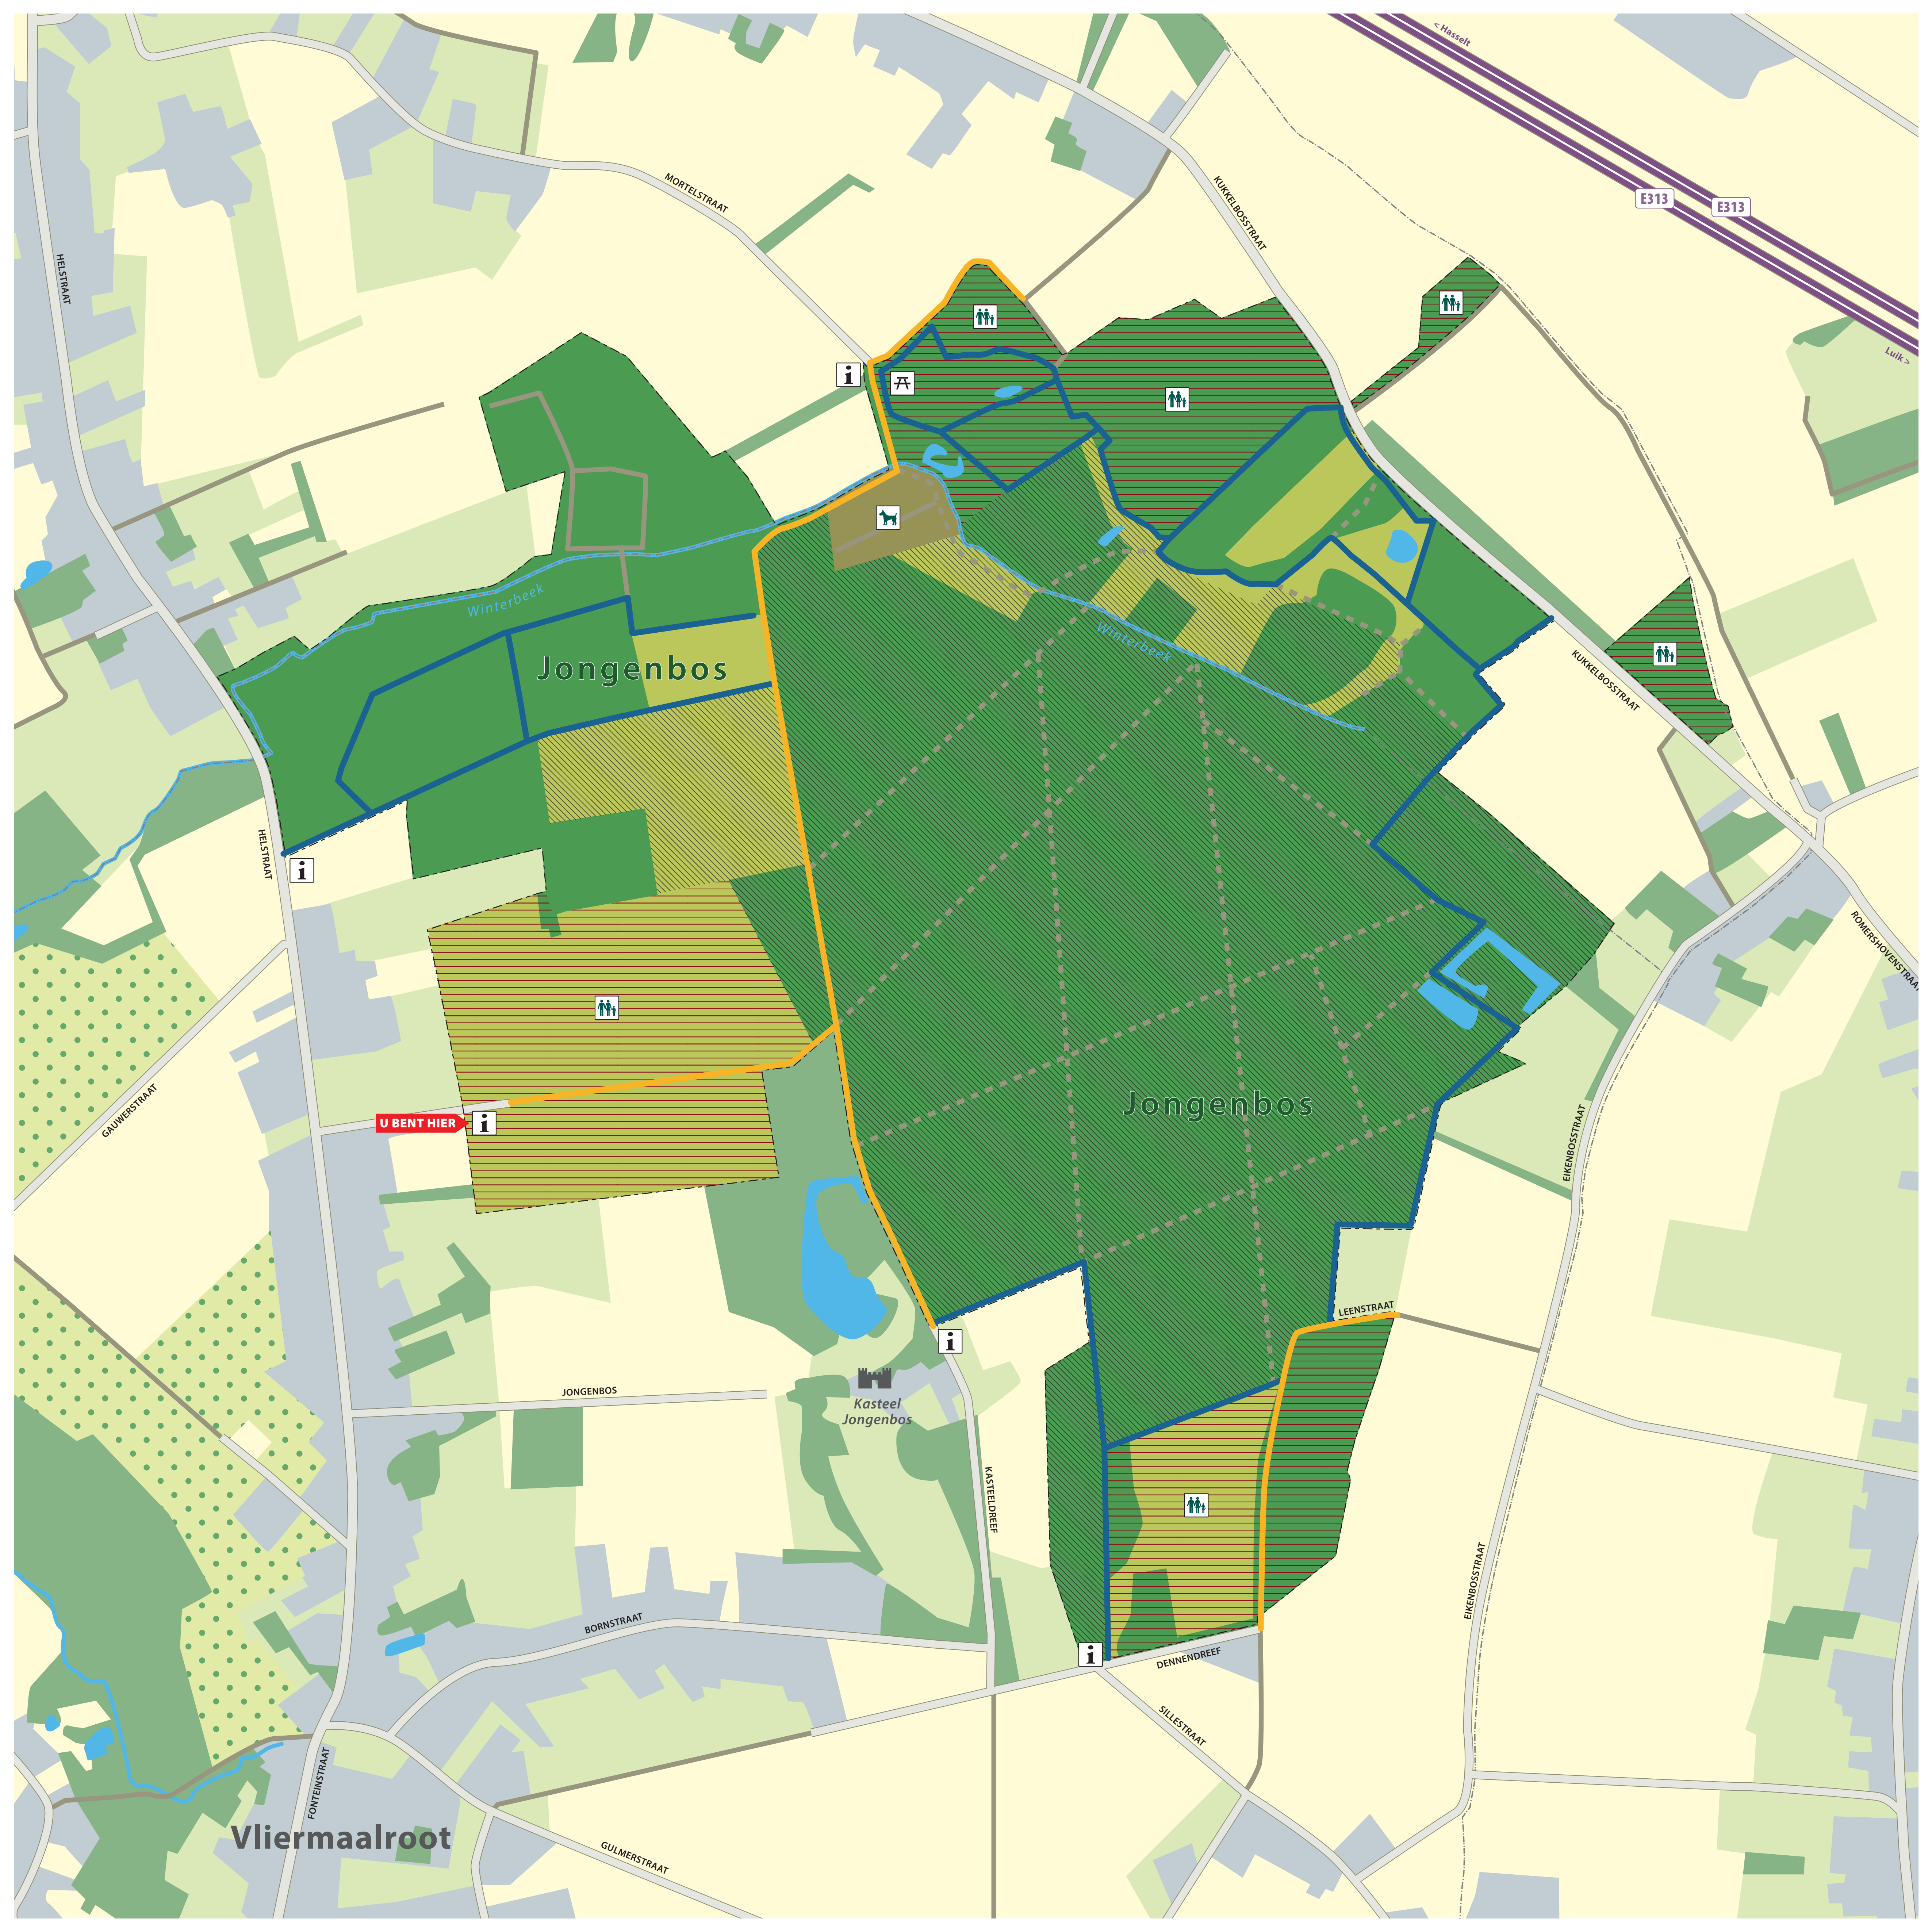 < Hasselt
E313
E313
Luik >
MORTELSTRAAT
KUKKELBOSSTRAAT
HELSTRAAT
i
Winterbeek
Winterbeek
Jongenbos
KUKKELBOSSTRAAT
HELSTRAAT
i
ROMERSHOVENSTRAAT
GAUWERSTRAAT
U BENT HIER
i
Jongenbos
EIKENBOSSTRAAT
LEENSTRAAT
i
JONGENBOS
Kasteel
Jongenbos
KASTEELDREEF
EIKENBOSSTRAAT
BORNSTRAAT
i
DENNENDREEF
SILLESTRAAT
FONTEINSTRAAT
Vliermaalroot
GULMERSTRAAT